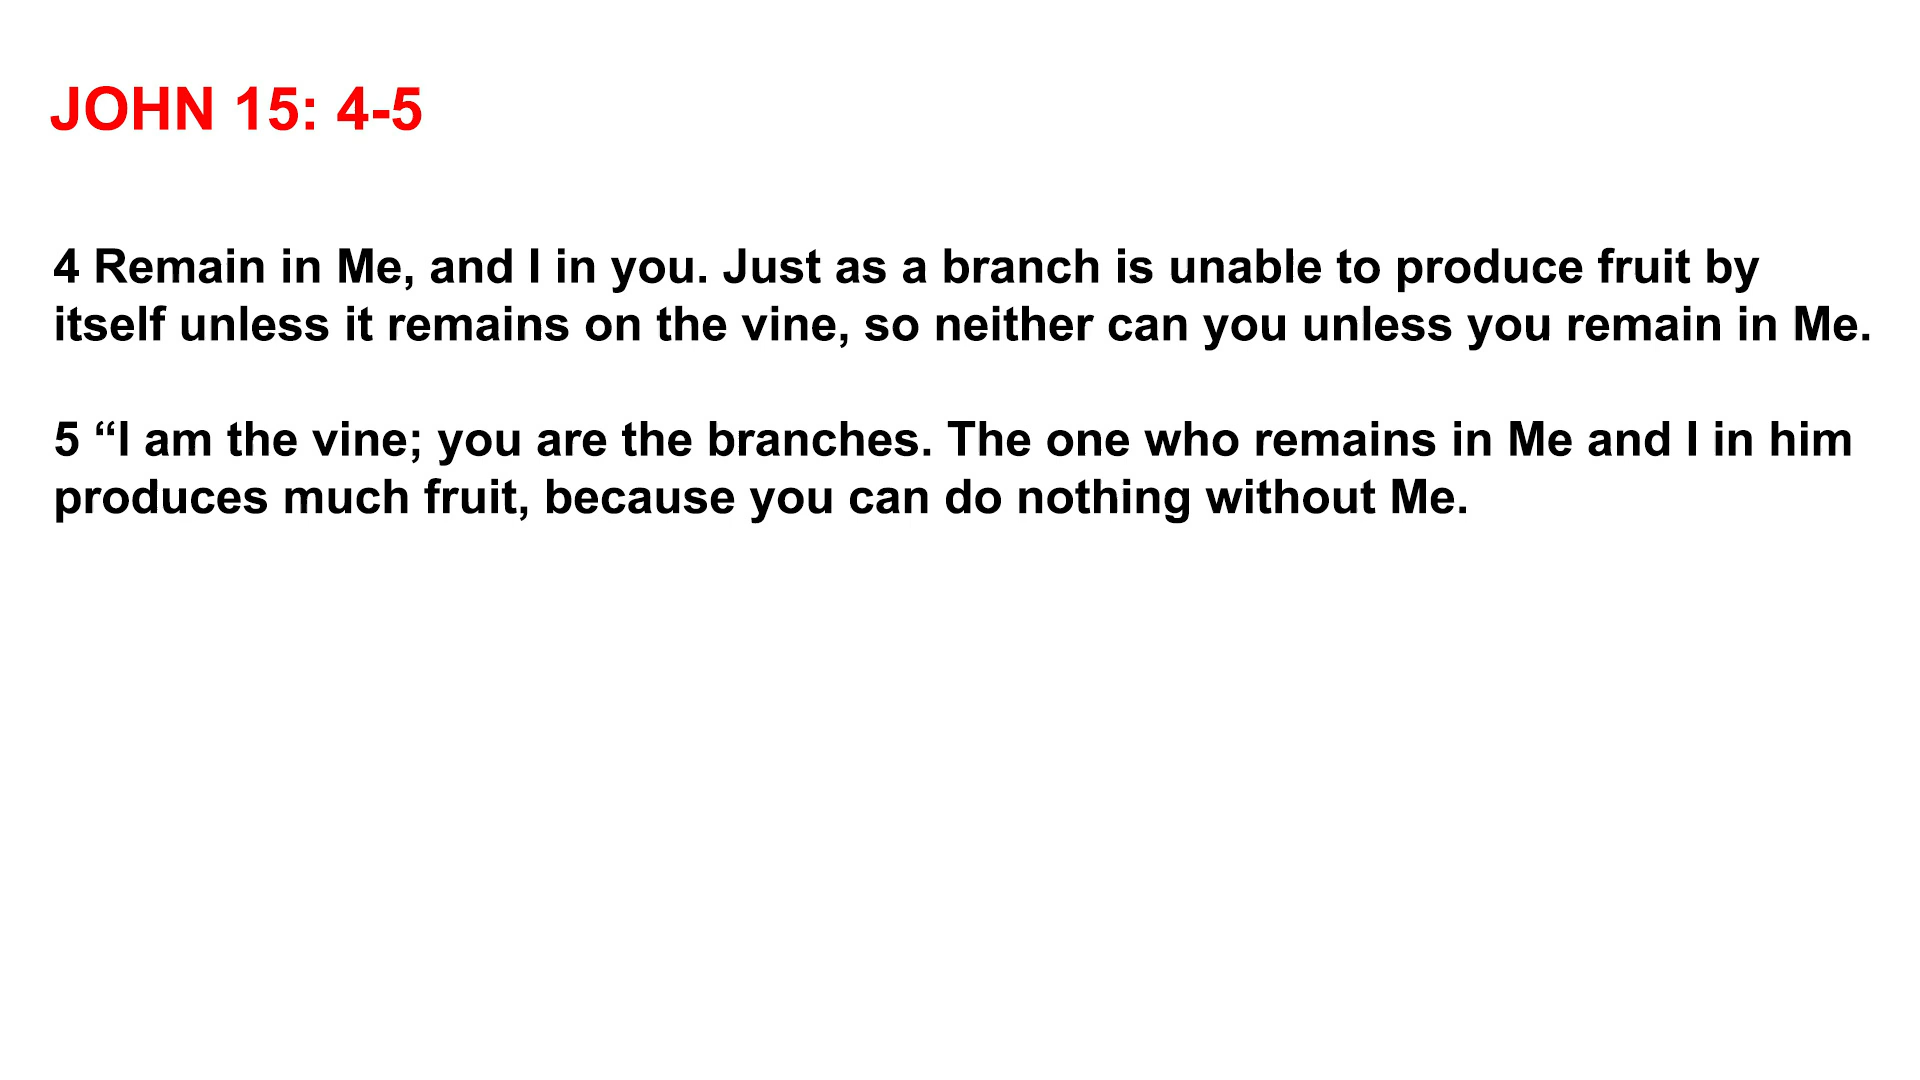 JOHN 15: 4-5
4 Remain in Me, and I in you. Just as a branch is unable to produce fruit by
itself unless it remains on the vine, so neither can you unless you remain in Me.
5 “I am the vine; you are the branches. The one who remains in Me and I in him
produces much fruit, because you can do nothing without Me.